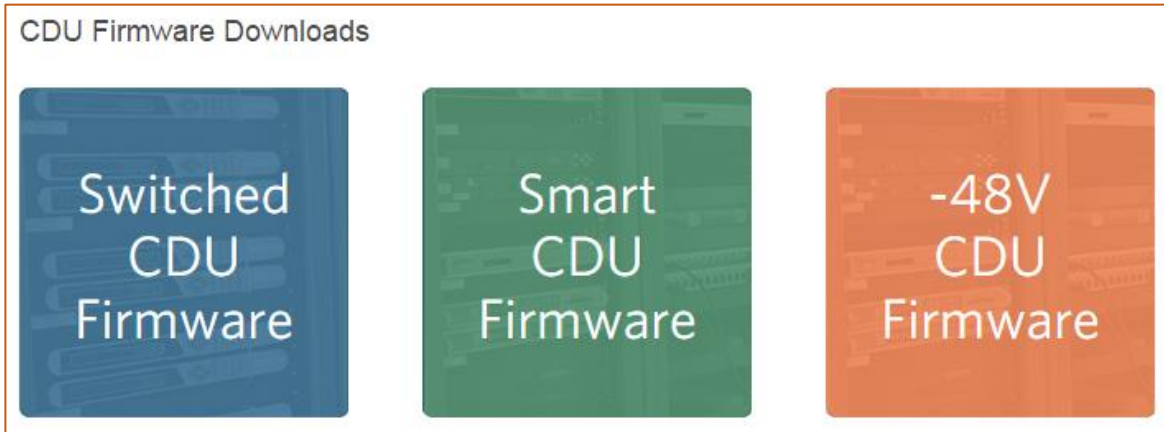 CDU Firmware Downloads
Switched
CDU
Firmware
Smart
CDU
Firmware
-48V
CDU
Firmware